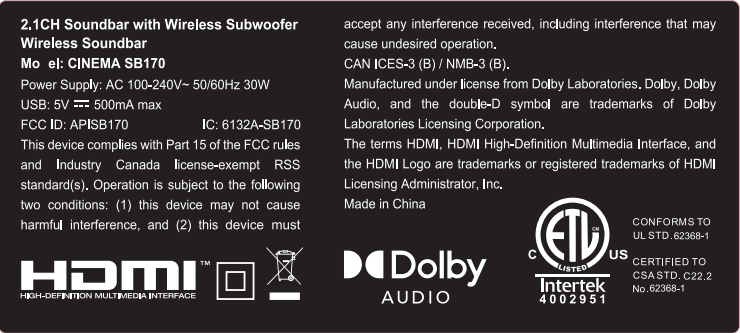 2.1CH Soundbar with Wireless Subwoofer
Wireless Soundbar
Mo el: CINEMA SB170
Power Supply: AC 100-240V~ 50/60Hz 30W
USB: 5V ⎓ 500mA max
FCC ID: APISB170 IC: 6132A-SB170
This device complies with Part 15 of the FCC rules
and Industry Canada license-exempt RSS
standard(s). Operation is subject to the following
two conditions: (1) this device may not cause
harmful interference, and (2) this device must
accept any interference received, including interference that may
cause undesired operation.
CAN ICES-3 (B) / NMB-3 (B).
Manufactured under license from Dolby Laboratories. Dolby, Dolby
Audio, and the double-D symbol are trademarks of Dolby
Laboratories Licensing Corporation.
The terms HDMI, HDMI High-Definition Multimedia Interface, and
the HDMI Logo are trademarks or registered trademarks of HDMI
Licensing Administrator, Inc.
Made in China
HDMI™
HIGH-DEFINITION MULTIMEDIA INTERFACE
Dolby
AUDIO
ETL CM
LISTED
C US
Intertek
4002951
CONFORMS TO
UL STD. 62368-1
CERTIFIED TO
CSA STD. C22.2
No. 62368-1